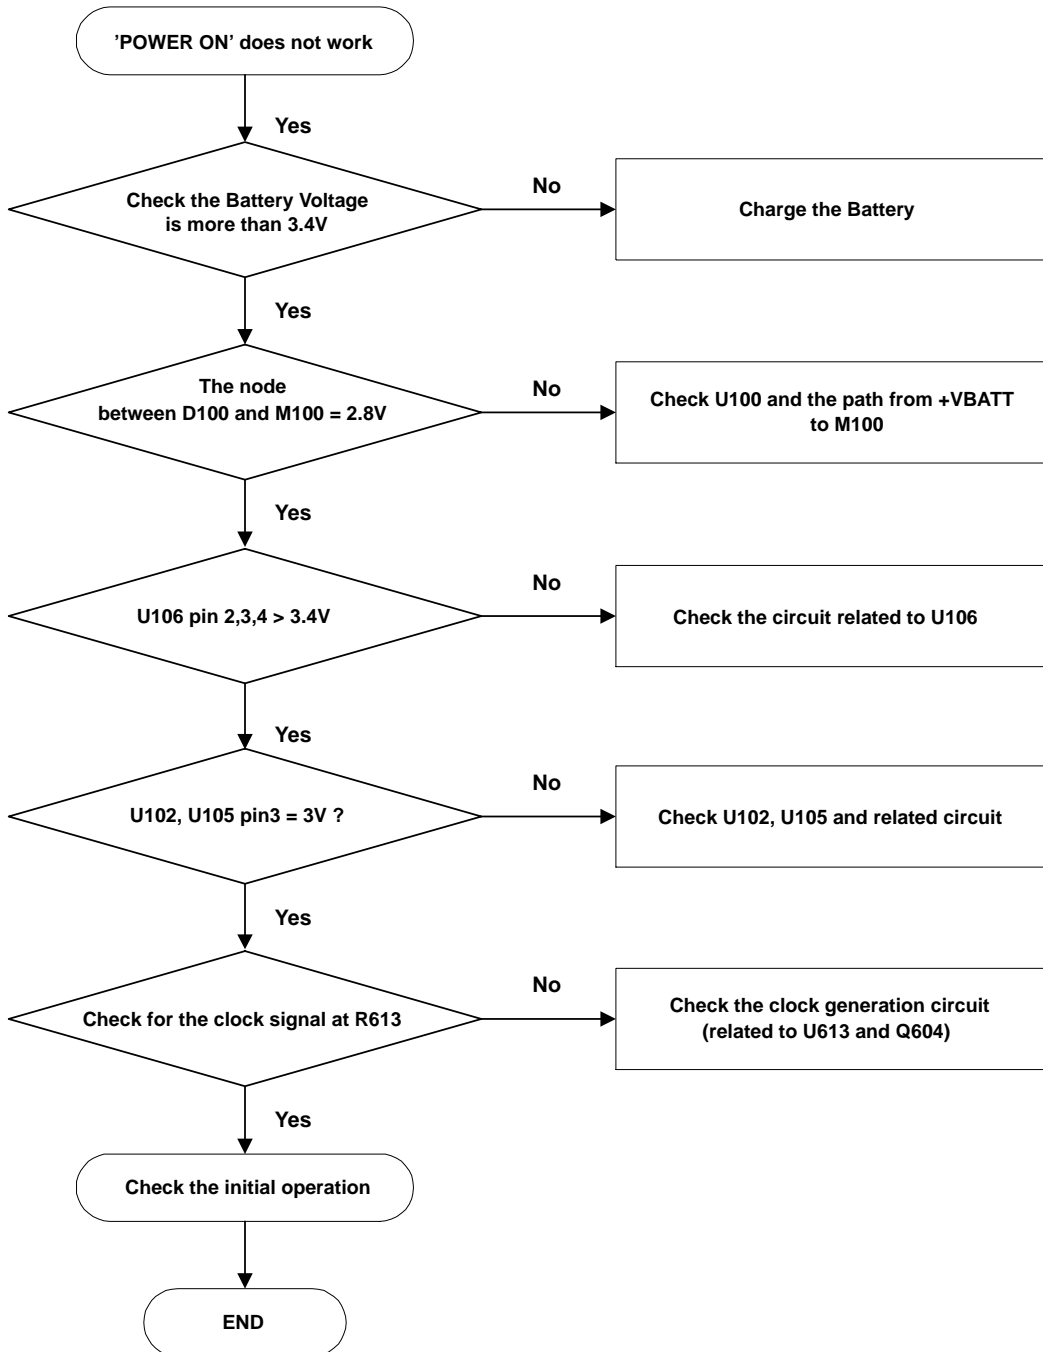 ’POWER ON’ does not work
Yes
Check the Battery Voltage
is more than 3.4V
No
Charge the Battery
Yes
The node
between D100 and M100 = 2.8V
No
Check U100 and the path from +VBATT
to M100
Yes
U106 pin 2,3,4 > 3.4V
No
Check the circuit related to U106
Yes
U102, U105 pin3 = 3V ?
No
Check U102, U105 and related circuit
Yes
Check for the clock signal at R613
No
Check the clock generation circuit
(related to U613 and Q604)
Yes
Check the initial operation
END